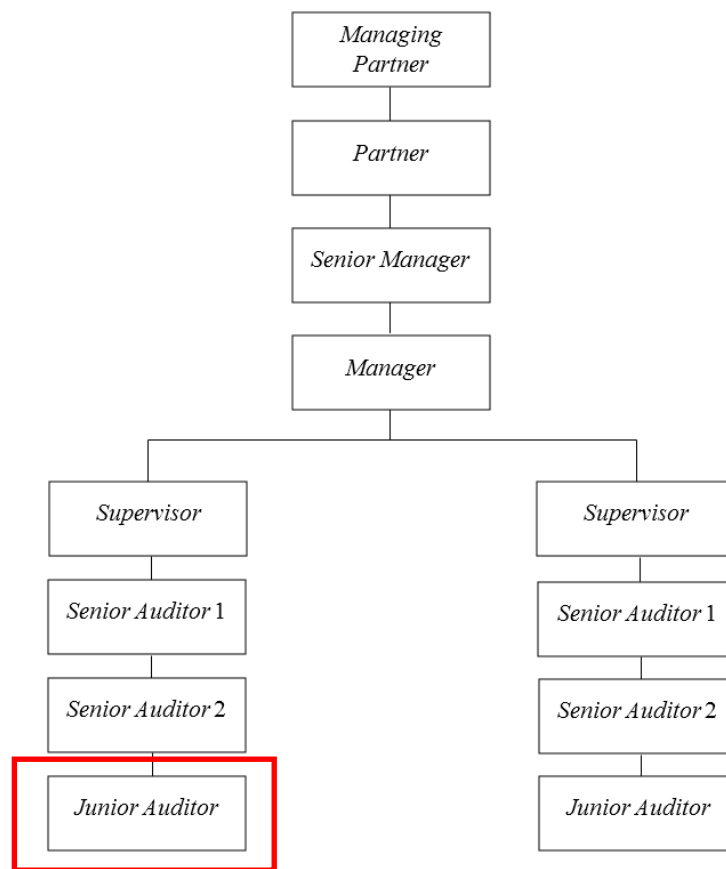 Managing
Partner
Partner
Senior Manager
Manager
Supervisor
Supervisor
Senior Auditor 1
Senior Auditor 1
Senior Auditor 2
Senior Auditor 2
Junior Auditor
Junior Auditor